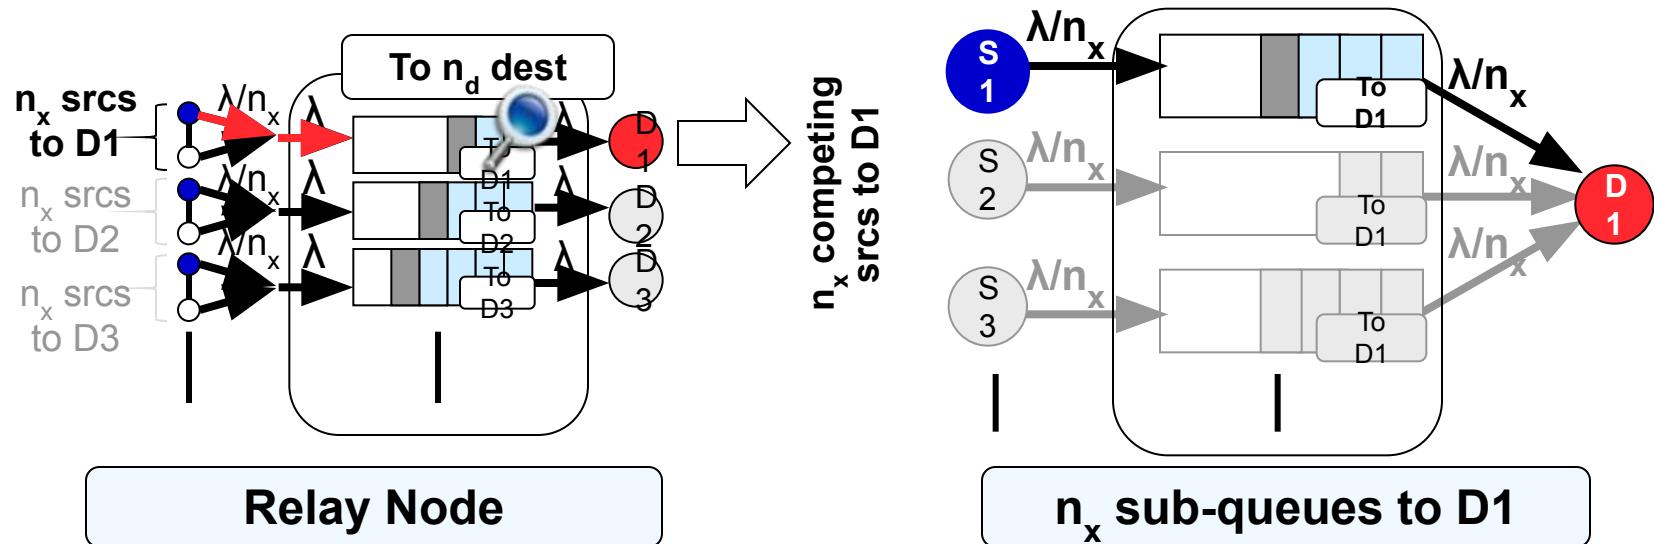 To n_d dest
n_x srcs
to D1
λ/n_x
λ
To
D1
λ
D
1
n_x srcs
to D2
λ/n_x
λ
To
D2
λ
D
2
n_x srcs
to D3
λ/n_x
λ
To
D3
λ
D
3
Relay Node
n_x competing
srcs to D1
S
1
λ/n_x
To
D1
λ/n_x
S
2
λ/n_x
To
D1
λ/n_x
D
1
S
3
λ/n_x
To
D1
λ/n_x
n_x sub-queues to D1